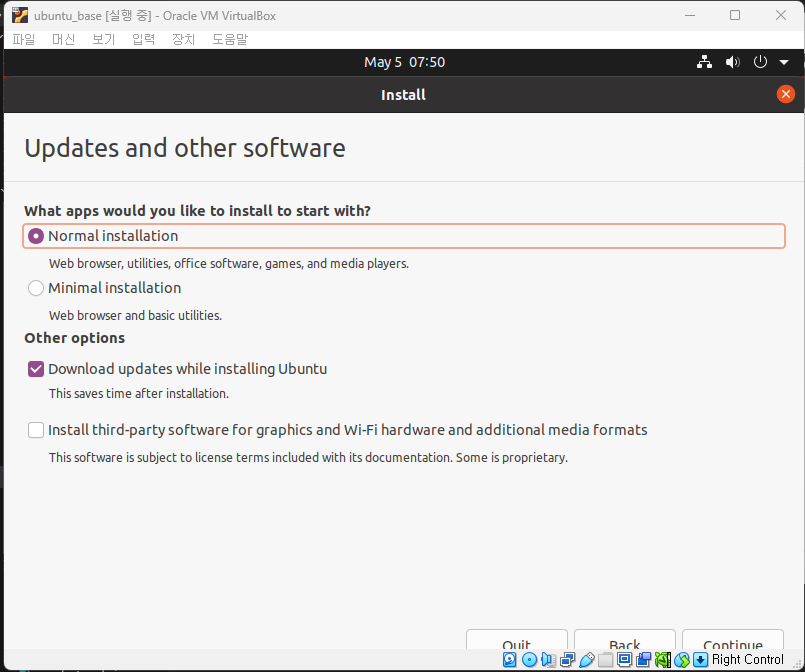 ubuntu_base [실행 중] - Oracle VM VirtualBox
파일 머신 보기 입력 장치 도움말
May 5 07:50
Install
Updates and other software
What apps would you like to install to start with?
Normal installation
Web browser, utilities, office software, games, and media players.
Minimal installation
Web browser and basic utilities.
Other options
Download updates while installing Ubuntu
This saves time after installation.
Install third-party software for graphics and Wi-Fi hardware and additional media formats
This software is subject to license terms included with its documentation. Some is proprietary.
Quit Back Continue
Right Control